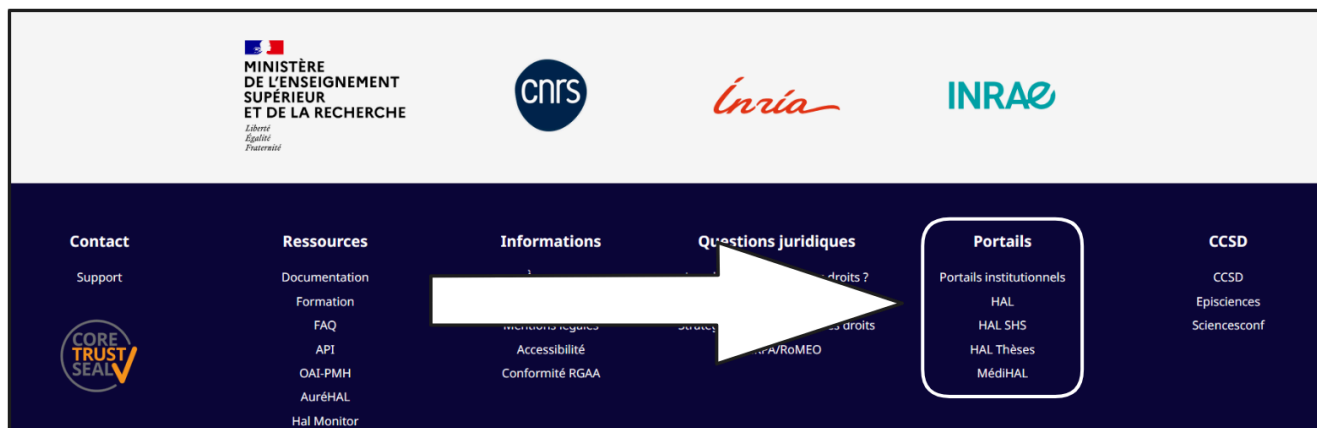 MINISTÈRE
DE L'ENSEIGNEMENT
SUPÉRIEUR
ET DE LA RECHERCHE
Liberté
Égalité
Fraternité
cnrs
Inría
INRAE
Contact
Support
CORE
TRUST
SEAL
Ressources
Documentation
Formation
FAQ
API
OAI-PMH
AuréHAL
Hal Monitor
Informations
Mentions légales
Accessibilité
Conformité RGAA
Questions juridiques
droits ?
droits
/RoMEO
Portails
Portails institutionnels
HAL
HAL SHS
HAL Thèses
MédiHAL
CCSD
CCSD
Episciences
Sciencesconf